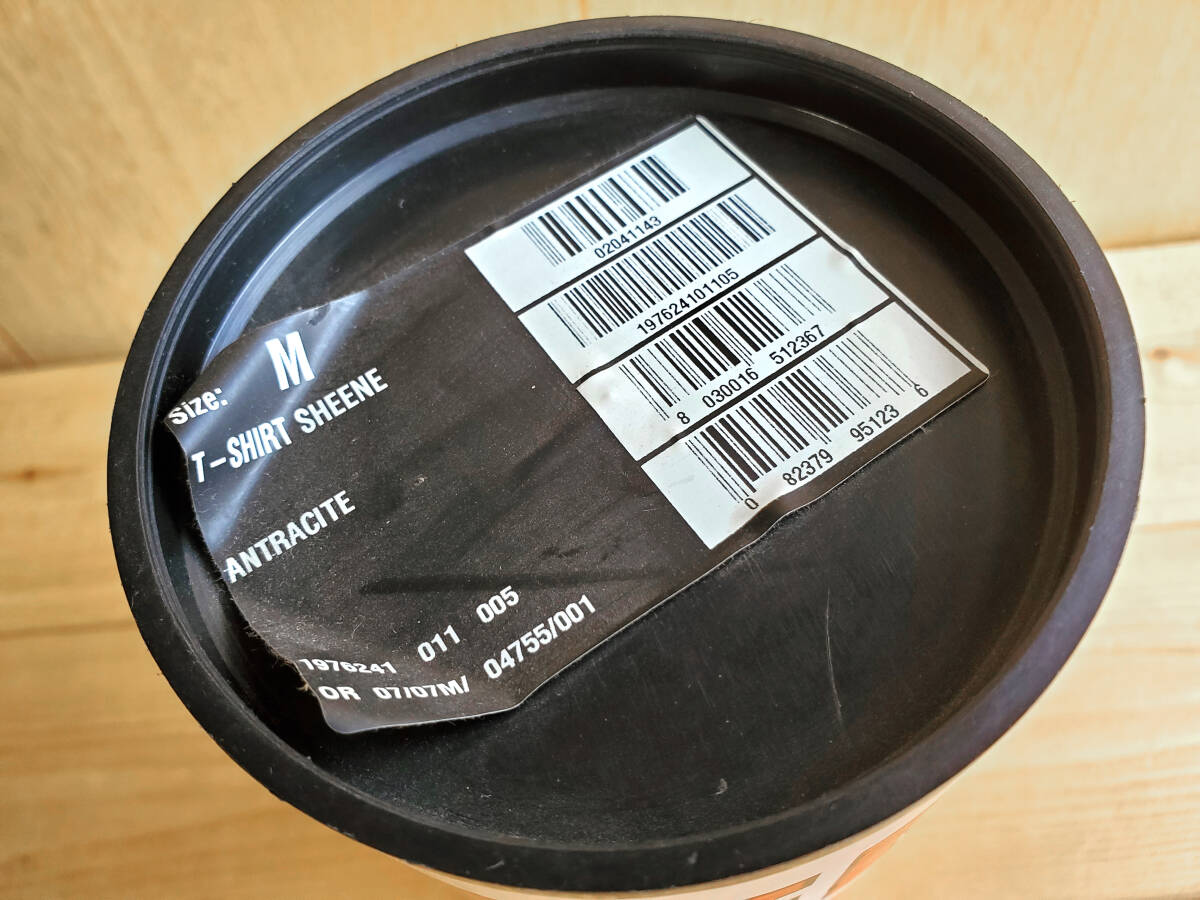 Size: M
T-SHIRT SHEENE
ANTRACITE
1976241 011 005
OR 07/07M/ 04755/001
02041143
197624101105
8 030016 512367
0 82379 95123 6